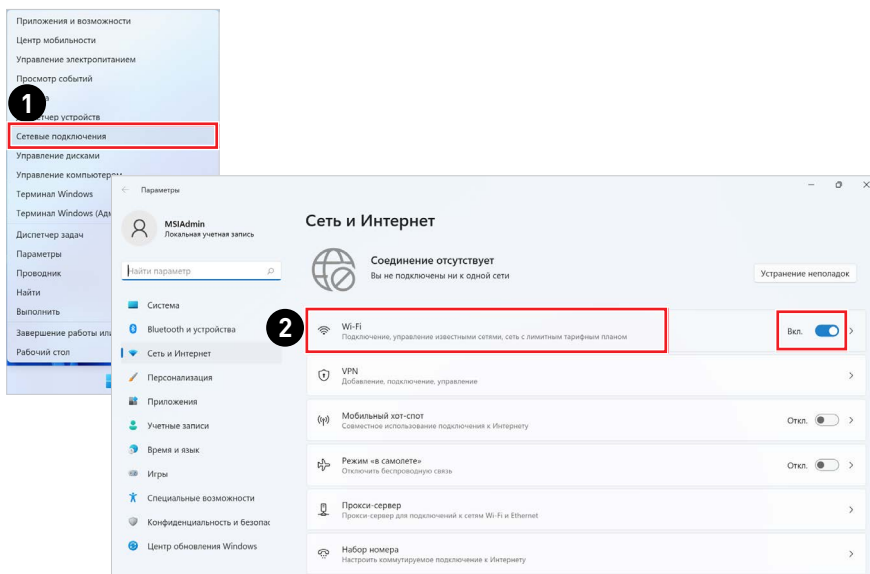 Приложения и возможности
Центр мобильности
Управление электропитанием
Просмотр событий
1
Сетевые подключения
Управление дисками
Управление компьютером
Терминал Windows
Терминал Windows
Диспетчер задач
Параметры
Проводник
Найти
Выполнить
Завершение работы или
Рабочий стол
Параметры
MSIAdmin
Локальная учетная запись
Найти параметр
Система
Bluetooth и устройства
Сеть и Интернет
Персонализация
Приложения
Учетные записи
Время и язык
Игры
Специальные возможности
Конфиденциальность и безопас
Центр обновления Windows
Сеть и Интернет
Соединение отсутствует
Вы не подключены ни к одной сети
Устранение неполадок
2
Wi-Fi
Подключение, управление известными сетями, сеть с лимитным тарифным планом
Вкл.
VPN
Добавление, подключение, управление
Мобильный хот-спот
Совместное использование подключения к Интернету
Откл.
Режим «в самолете»
Отключить беспроводную связь
Откл.
Прокси-сервер
Прокси-сервер для подключений к сетям Wi-Fi и Ethernet
Набор номера
Настроить коммутируемое подключение к Интернету